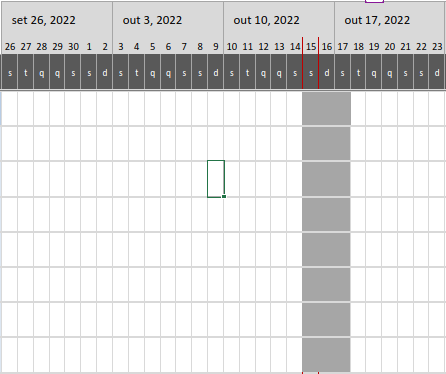 set 26, 2022 out 3, 2022 out 10, 2022 out 17, 2022
26 27 28 29 30 1 2 3 4 5 6 7 8 9 10 11 12 13 14 15 16 17 18 19 20 21 22 23
s t q q s s d s t q q s s d s t q q s s d s t q q s s d